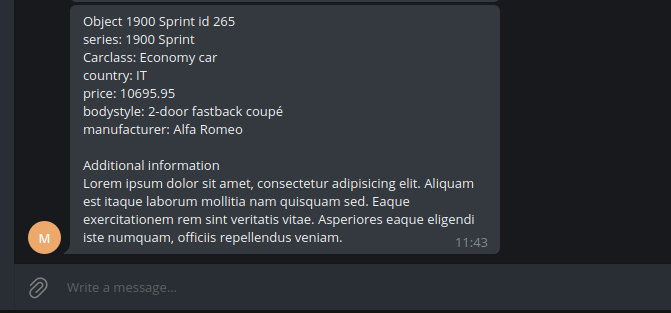 Object 1900 Sprint id 265
series: 1900 Sprint
Carclass: Economy car
country: IT
price: 10695.95
bodystyle: 2-door fastback coupé
manufacturer: Alfa Romeo
Additional information
Lorem ipsum dolor sit amet, consectetur adipisicing elit. Aliquam
est itaque laborum mollitia nam quisquam sed. Eaque
exercitationem rem sint veritatis vitae. Asperiores eaque eligendi
iste numquam, officiis repellendus veniam.
11:43
M
Write a message...